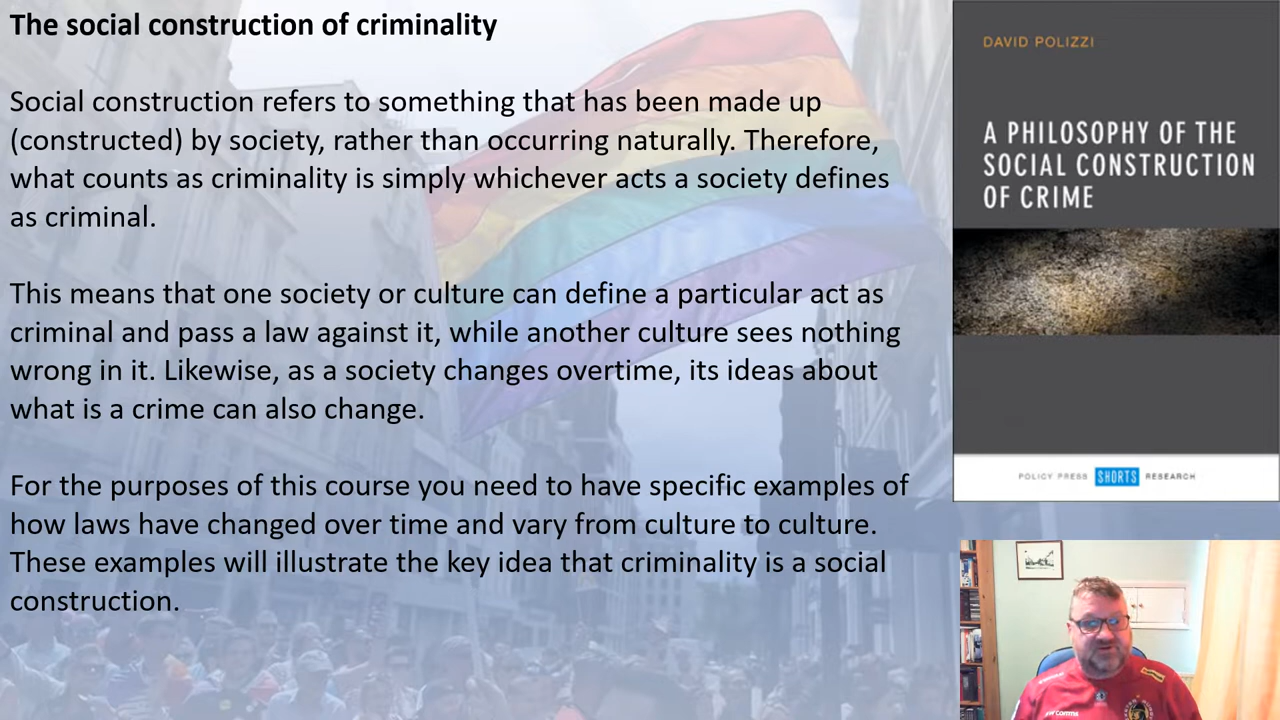 The social construction of criminality
Social construction refers to something that has been made up
(constructed) by society, rather than occurring naturally. Therefore,
what counts as criminality is simply whichever acts a society defines
as criminal.
This means that one society or culture can define a particular act as
criminal and pass a law against it, while another culture sees nothing
wrong in it. Likewise, as a society changes overtime, its ideas about
what is a crime can also change.
For the purposes of this course you need to have specific examples of
how laws have changed over time and vary from culture to culture.
These examples will illustrate the key idea that criminality is a social
construction.
DAVID POLIZZI
A PHILOSOPHY OF THE
SOCIAL CONSTRUCTION
OF CRIME
POLICY PRESS SHORTS RESEARCH